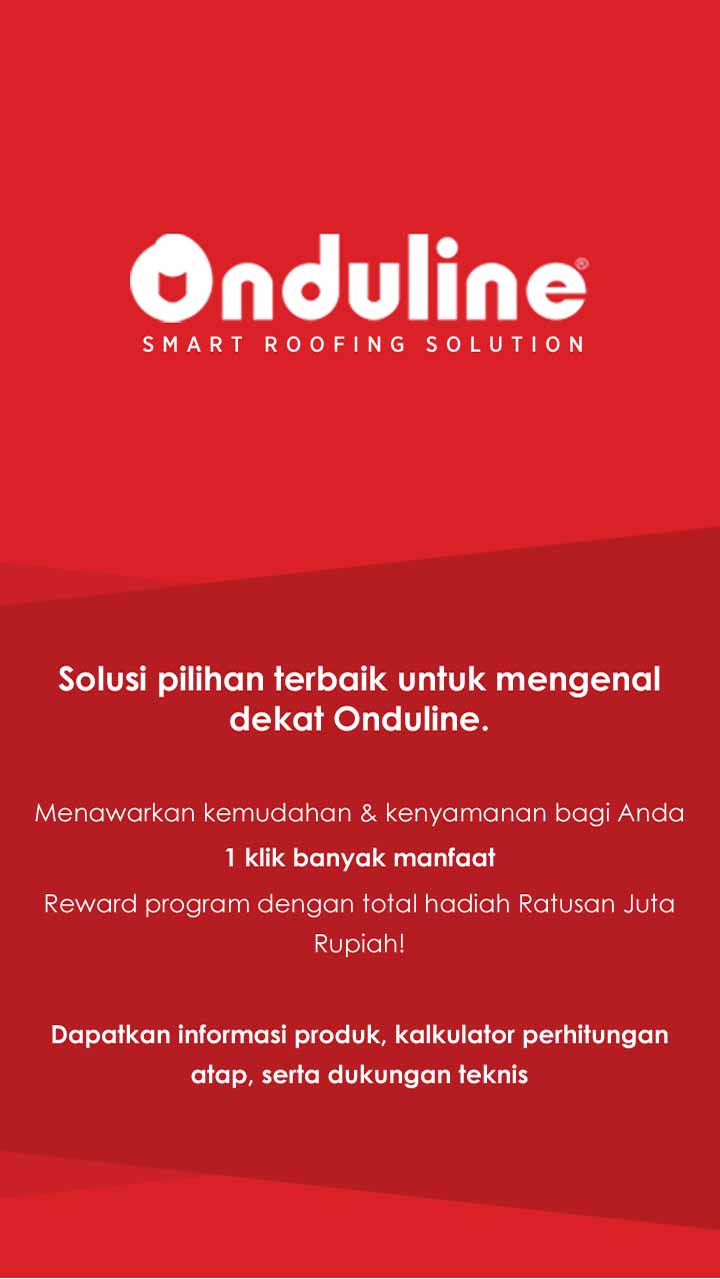 Onduline®
SMART ROOFING SOLUTION
Solusi pilihan terbaik untuk mengenal
dekat Onduline.
Menawarkan kemudahan & kenyamanan bagi Anda
1 klik banyak manfaat
Reward program dengan total hadiah Ratusan Juta
Rupiah!
Dapatkan informasi produk, kalkulator perhitungan
atap, serta dukungan teknis